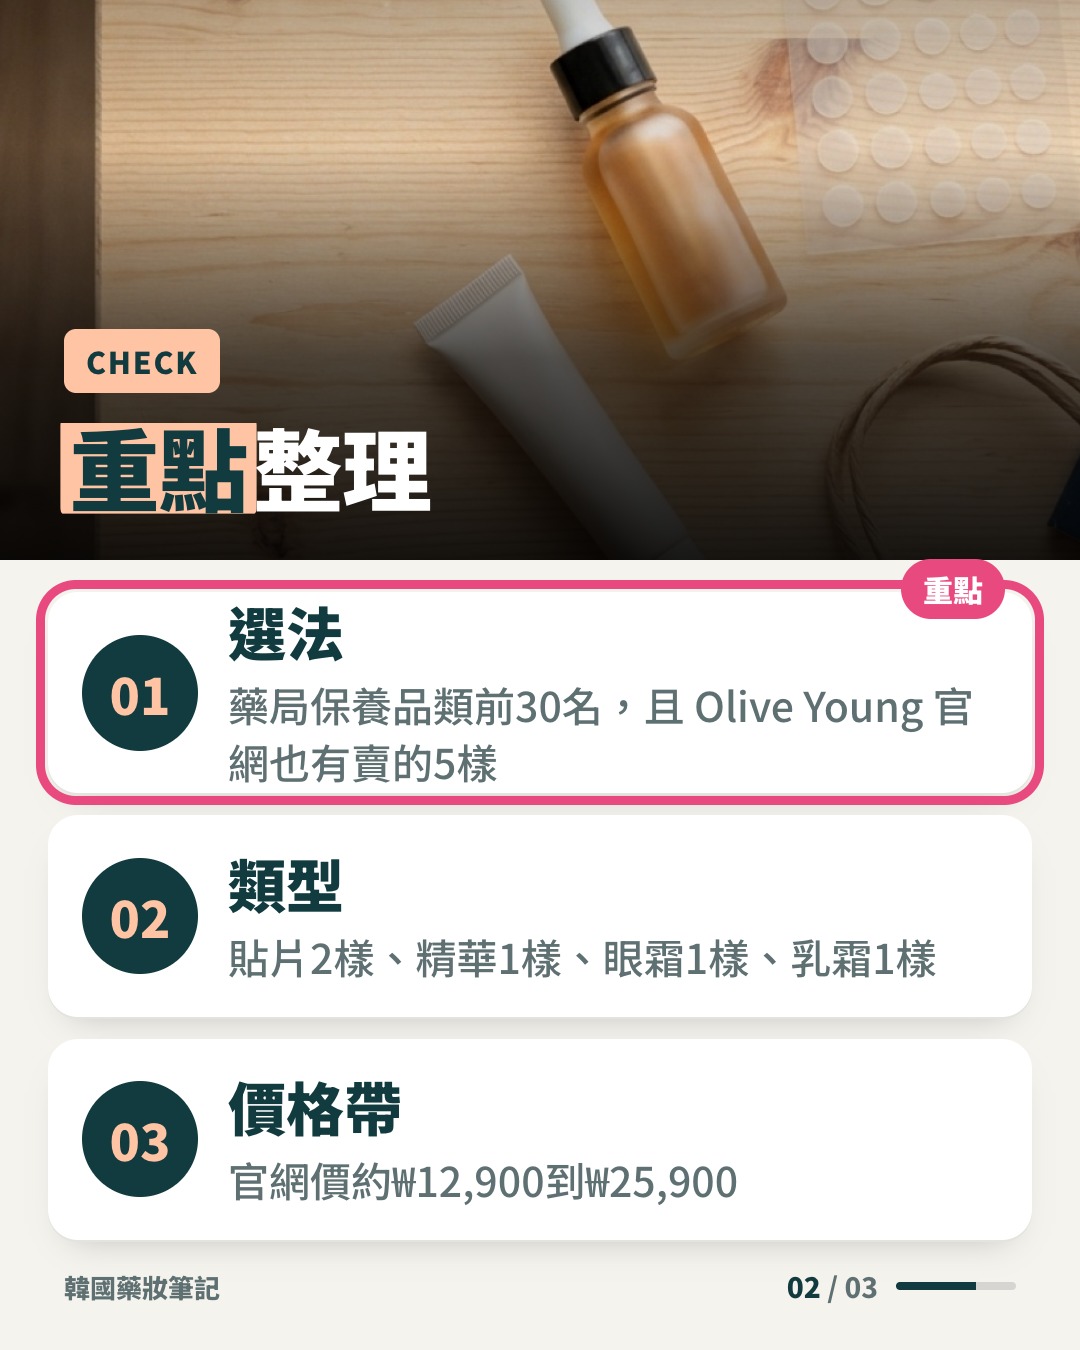 CHECK
重點整理
重點
01
選法
藥局保養品類前30名，且 Olive Young 官
網也有賣的5樣
02
類型
貼片2樣、精華1樣、眼霜1樣、乳霜1樣
03
價格帶
官網價約₩12,900到₩25,900
韓國藥妝筆記
02 / 03